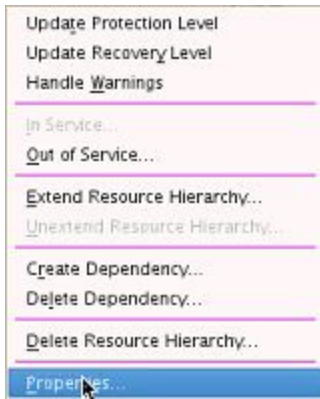 Update Protection Level
Update Recovery Level
Handle Warnings
In Service...
Out of Service...
Extend Resource Hierarchy...
Unextend Resource Hierarchy...
Create Dependency...
Delete Dependency...
Delete Resource Hierarchy...
Properties...